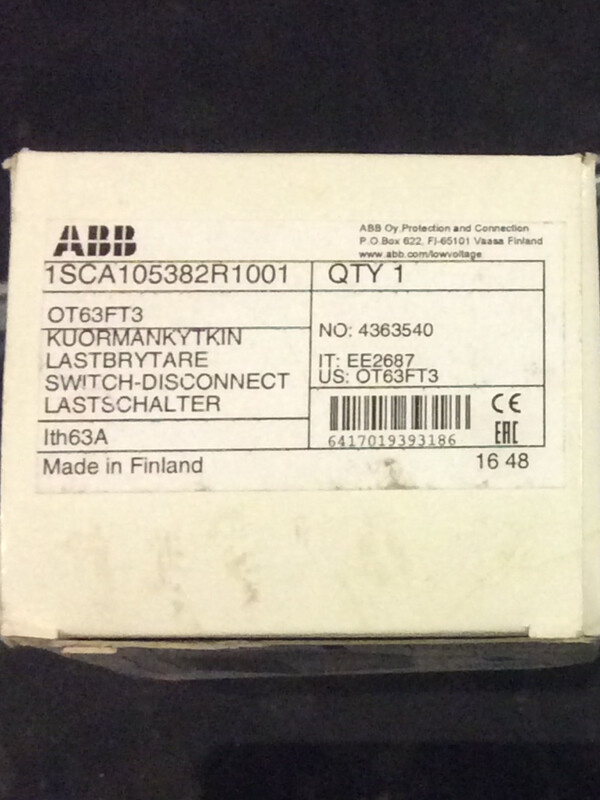 ABB
ABB Oy,Protection and Connection
P.O.Box 622, FI-65101 Vaasa Finland
www.abb.com/lowvoltage
1SCA105382R1001
QTY 1
OT63FT3
KUORMANKYTKIN
LASTBRYTARE
SWITCH-DISCONNECT
LASTSCHALTER
NO: 4363540
IT: EE2687
US: OT63FT3
6417019393186
CE
EAC
Ith63A
Made in Finland
16 48